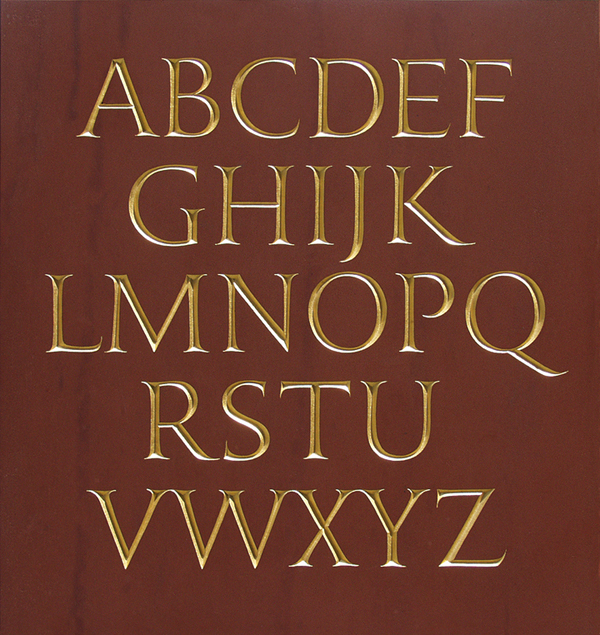 ABCDEF
GHIJK
LMNOPQ
RSTU
VWXYZ